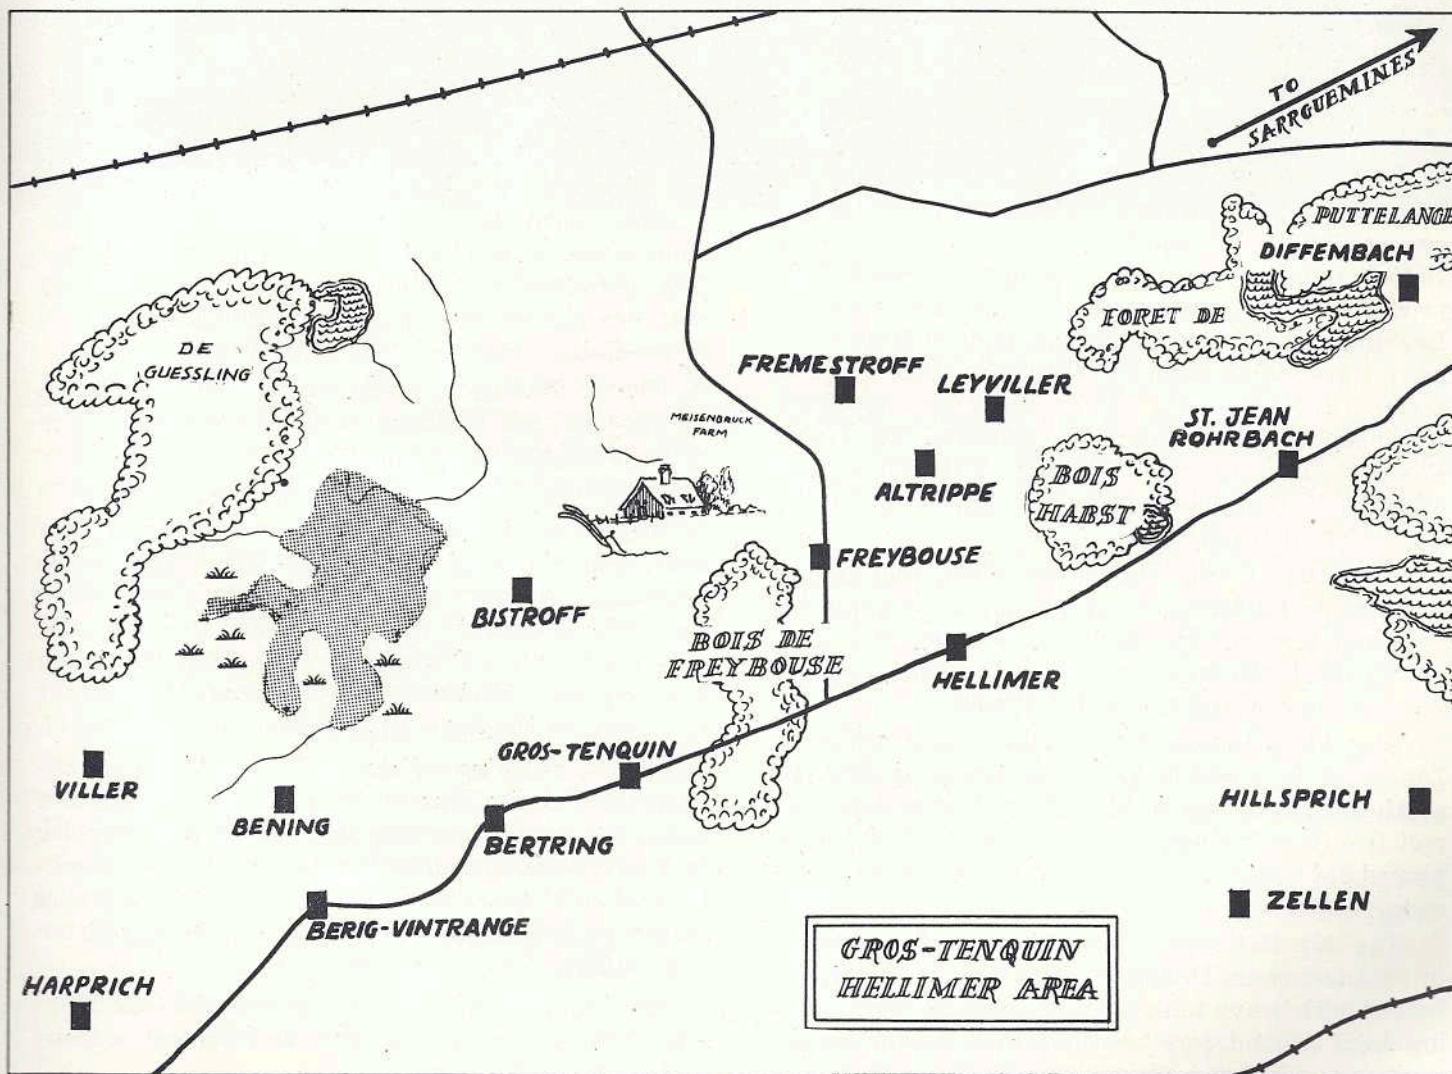 TO
SARRGUEMINES
PUTTELANGE
DIFFEMBACH
FORET DE
DE
GUESSLING
FREMESTROFF
LEYVILLER
MEISENBRUCK
FARM
ST. JEAN
ROHRBACH
ALTRIPPE
BOIS
HABST
FREYBOUSE
BISTROFF
BOIS DE
FREYBOUSE
HELLIMER
GROS-TENQUIN
VILLER
BENING
BERTRING
HILLSPRICH
ZELLEN
BERIG-VINTRANGE
HARPRICH
GROS-TENQUIN
HELLIMER AREA